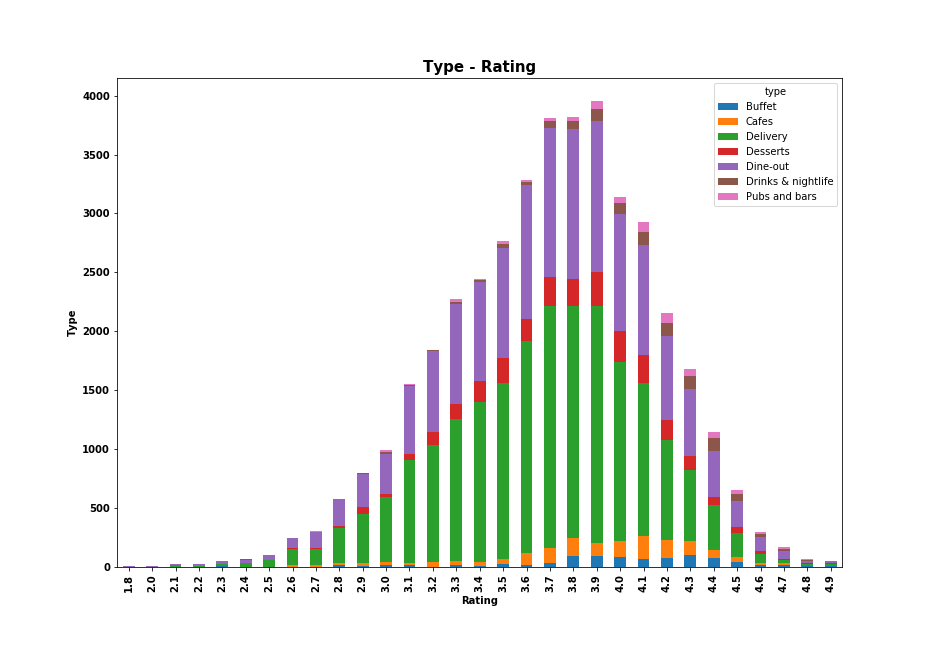 Type - Rating
type
Buffet
Cafes
Delivery
Desserts
Dine-out
Drinks & nightlife
Pubs and bars
4000
3500
3000
2500
2000
1500
1000
500
0
Type
1.8 2.0 2.1 2.2 2.3 2.4 2.5 2.6 2.7 2.8 2.9 3.0 3.1 3.2 3.3 3.4 3.5 3.6 3.7 3.8 3.9 4.0 4.1 4.2 4.3 4.4 4.5 4.6 4.7 4.8 4.9
Rating